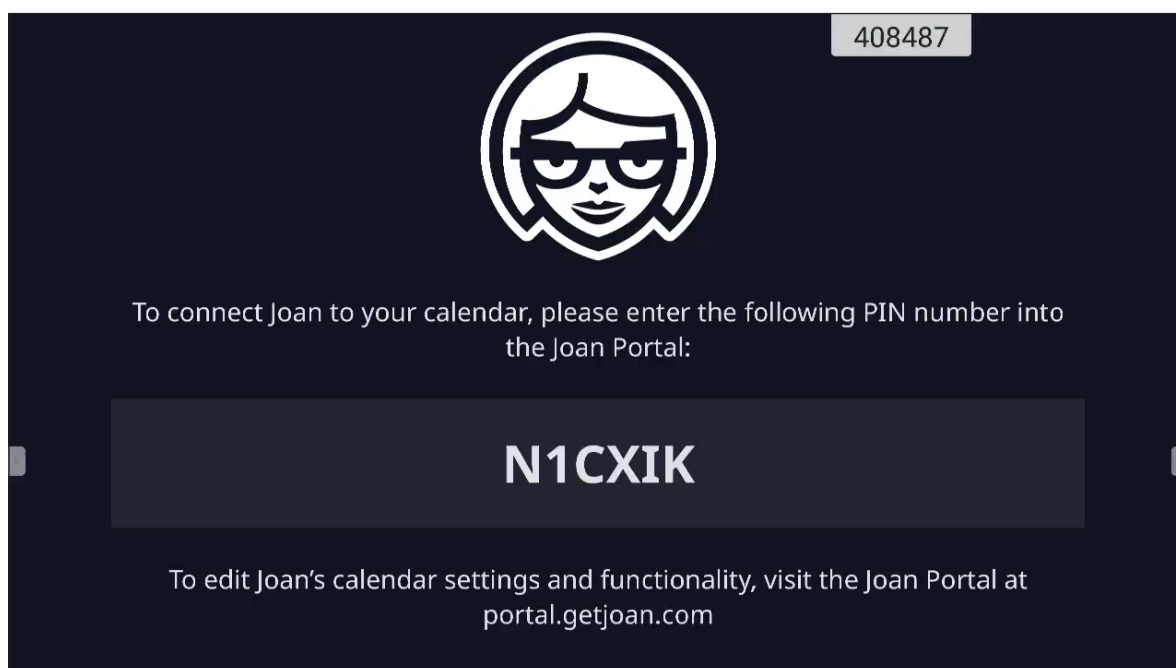 408487
To connect Joan to your calendar, please enter the following PIN number into
the Joan Portal:
N1CXIK
To edit Joan’s calendar settings and functionality, visit the Joan Portal at
portal.getjoan.com